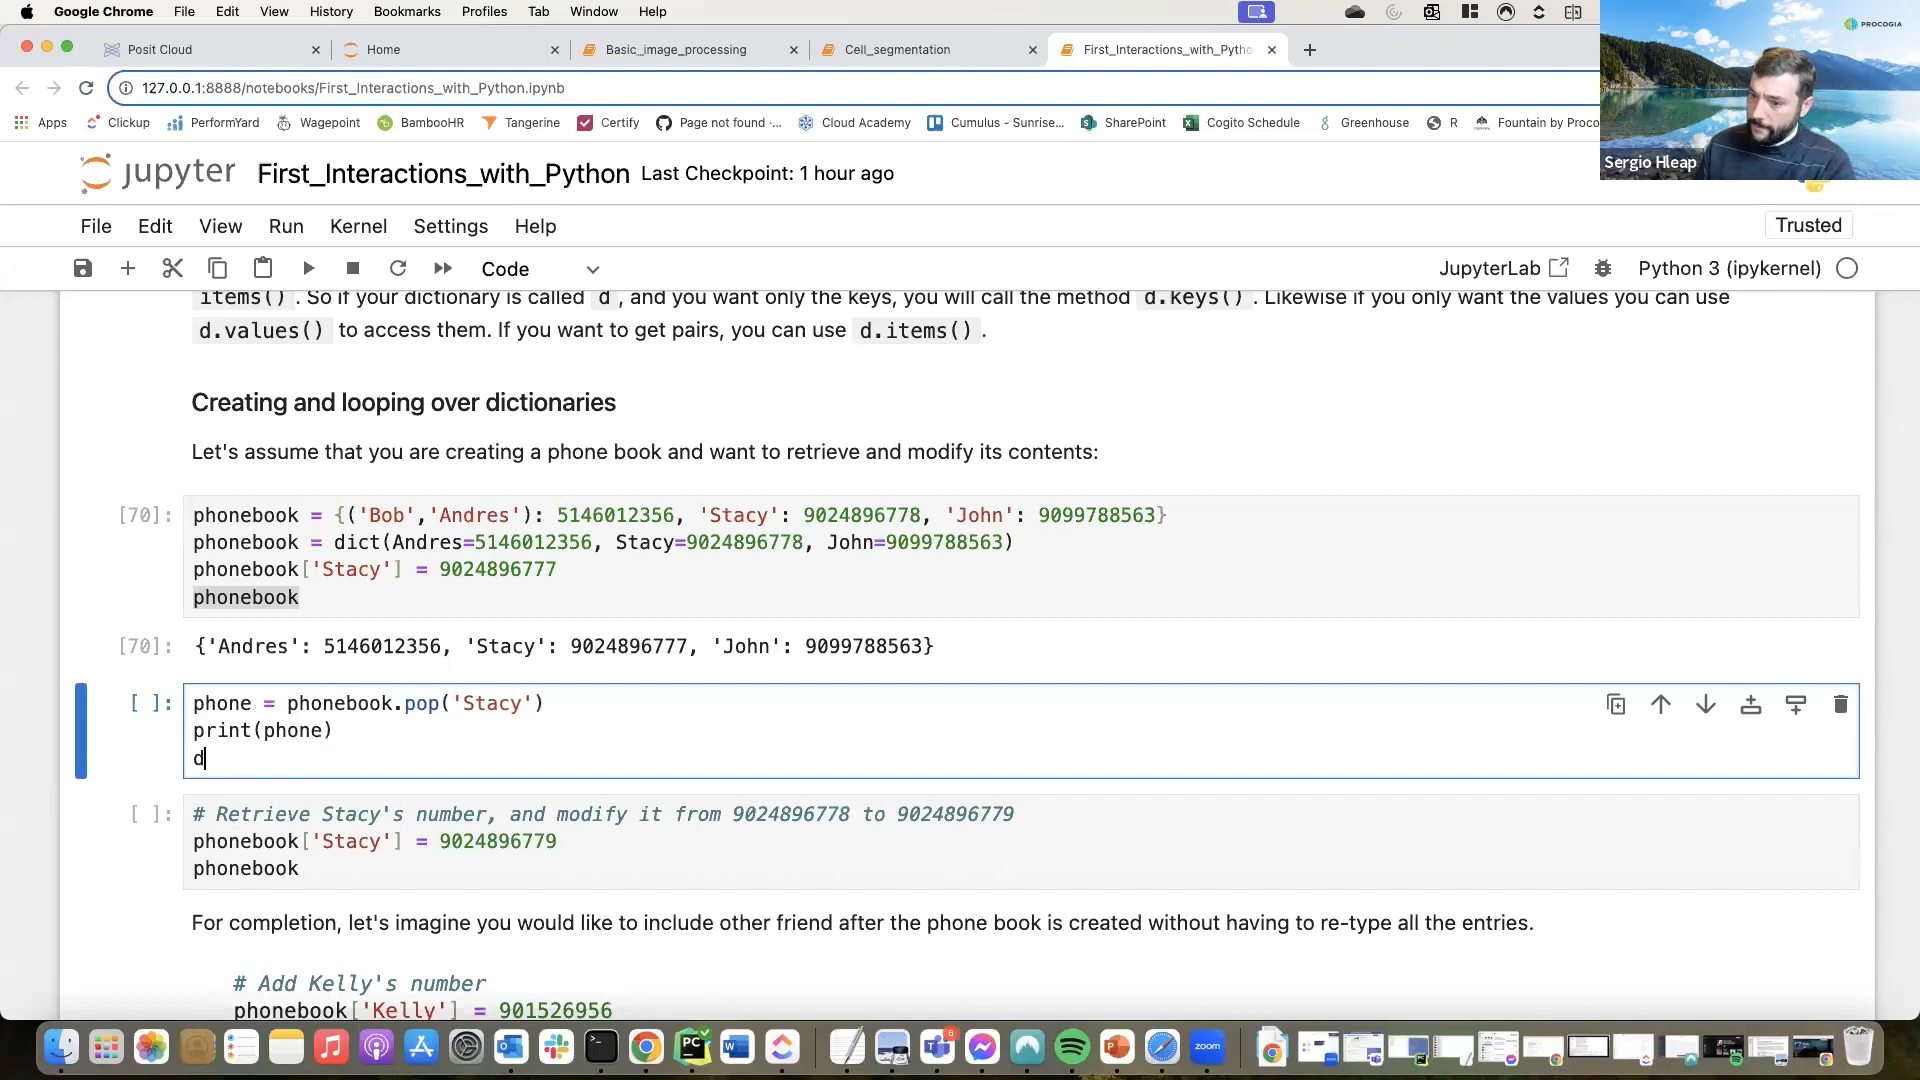 Google Chrome File Edit View History Bookmarks Profiles Tab Window Help
PROCOGIA
Posit Cloud Home Basic_image_processing Cell_segmentation First_Interactions_with_Pytho
127.0.0.1:8888/notebooks/First_Interactions_with_Python.ipynb
Apps Clickup PerformYard Wagepoint BambooHR Tangerine Certify Page not found -... Cloud Academy Cumulus - Sunrise... SharePoint Cogito Schedule Greenhouse R Fountain by Proco
Sergio Hleap
jupyter First_Interactions_with_Python Last Checkpoint: 1 hour ago
File Edit View Run Kernel Settings Help Trusted
Code JupyterLab Python 3 (ipykernel)
items() . So if your dictionary is called d , and you want only the keys, you will call the method d.keys() . Likewise if you only want the values you can use
d.values() to access them. If you want to get pairs, you can use d.items() .
Creating and looping over dictionaries
Let's assume that you are creating a phone book and want to retrieve and modify its contents:
[70]: phonebook = {('Bob','Andres'): 5146012356, 'Stacy': 9024896778, 'John': 9099788563}
phonebook = dict(Andres=5146012356, Stacy=9024896778, John=9099788563)
phonebook['Stacy'] = 9024896777
phonebook
[70]: {'Andres': 5146012356, 'Stacy': 9024896777, 'John': 9099788563}
[ ]: phone = phonebook.pop('Stacy')
print(phone)
d
[ ]: # Retrieve Stacy's number, and modify it from 9024896778 to 9024896779
phonebook['Stacy'] = 9024896779
phonebook
For completion, let's imagine you would like to include other friend after the phone book is created without having to re-type all the entries.
# Add Kelly's number
phonebook['Kelly'] = 901526956
PC W 6 P zoom